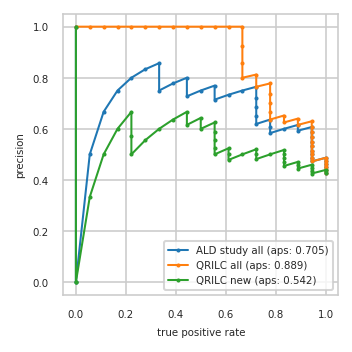 1.0
0.8
0.6
0.4
0.2
0.0
precision
0.0 0.2 0.4 0.6 0.8 1.0
true positive rate
ALD study all (aps: 0.705)
QRILC all (aps: 0.889)
QRILC new (aps: 0.542)